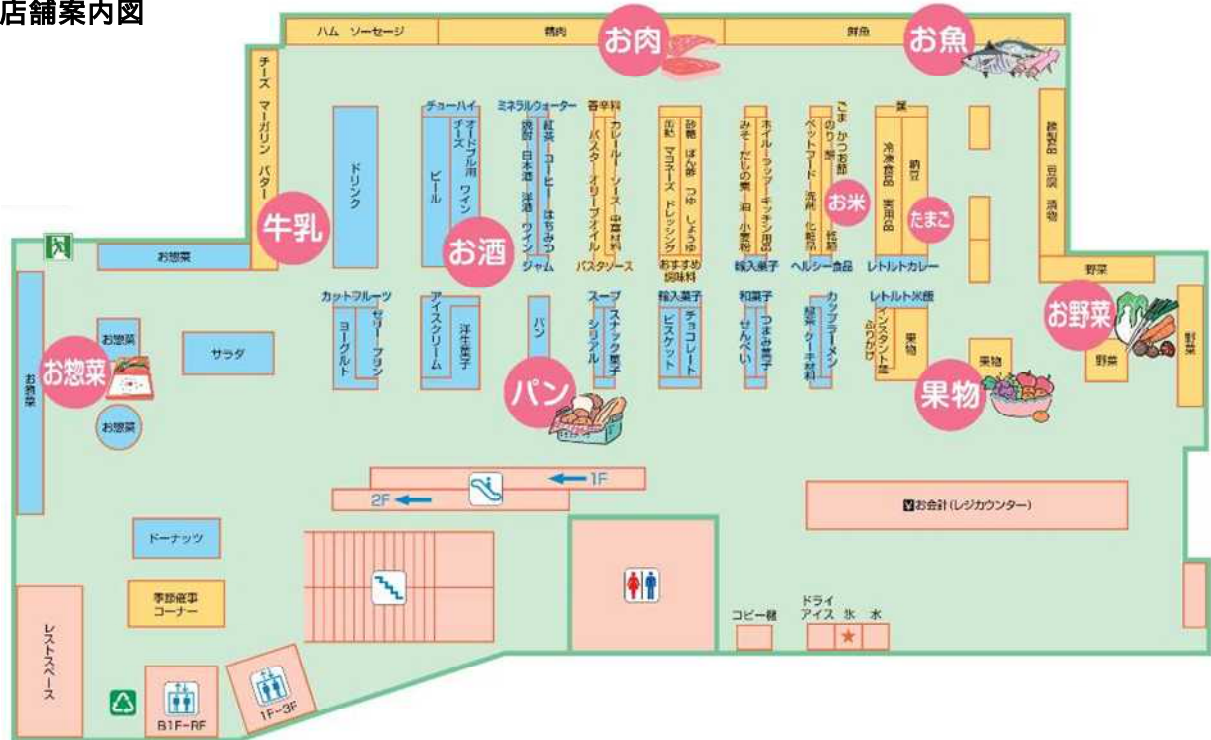 店舗案内図
ハム ソーセージ
精肉
お肉
鮮魚
お魚
チーズ マーガリン バター
牛乳
ドリンク
チューハイ
ビール
オードブル用 ワイン
チーズ
お酒
ミネラルウォーター
焼酎 日本酒 洋酒 ワイン
紅茶 コーヒー はちみつ
ジャム
香辛料
パスタ オリーブオイル
カレールー ソース 中華材料
パスタソース
缶詰 マヨネーズ ドレッシング
砂糖 ぽん酢 つゆ しょうゆ
おすすめ
調味料
みそ だしの素 油 小麦粉
ホイル ラップ キッチン用品
輸入菓子
ペットフード 洗剤 化粧品
ごま かつお節
のり
お米
ヘルシー食品
冷凍食品 実用品
納豆
たまご
レトルトカレー
豆腐 漬物
野菜
お野菜
野菜
野菜
お惣菜
お惣菜
お惣菜
お惣菜
お惣菜
サラダ
カットフルーツ
ヨーグルト
ゼリー プリン
アイスクリーム
洋生菓子
パン
パン
スープ
シリアル
スナック菓子
輸入菓子
ビスケット
チョコレート
和菓子
せんべい
つまみ菓子
カップラーメン
ケーキ材料
レトルト米飯
ふりかけ
果物
果物
果物
1F
2F
お会計(レジカウンター)
ドーナッツ
季節催事
コーナー
レストスペース
B1F-RF
1F-3F
コピー機
ドライ
アイス 氷 水